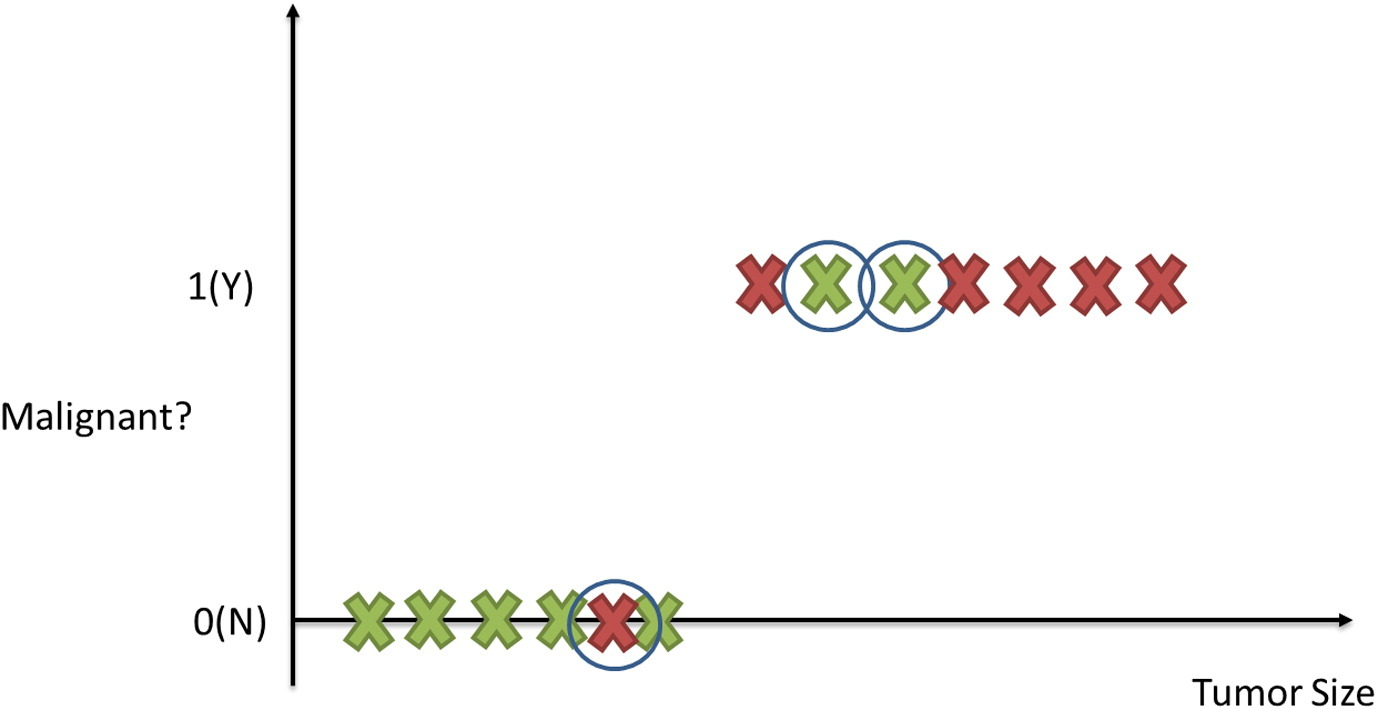 1(Y)
Malignant?
0(N)
Tumor Size